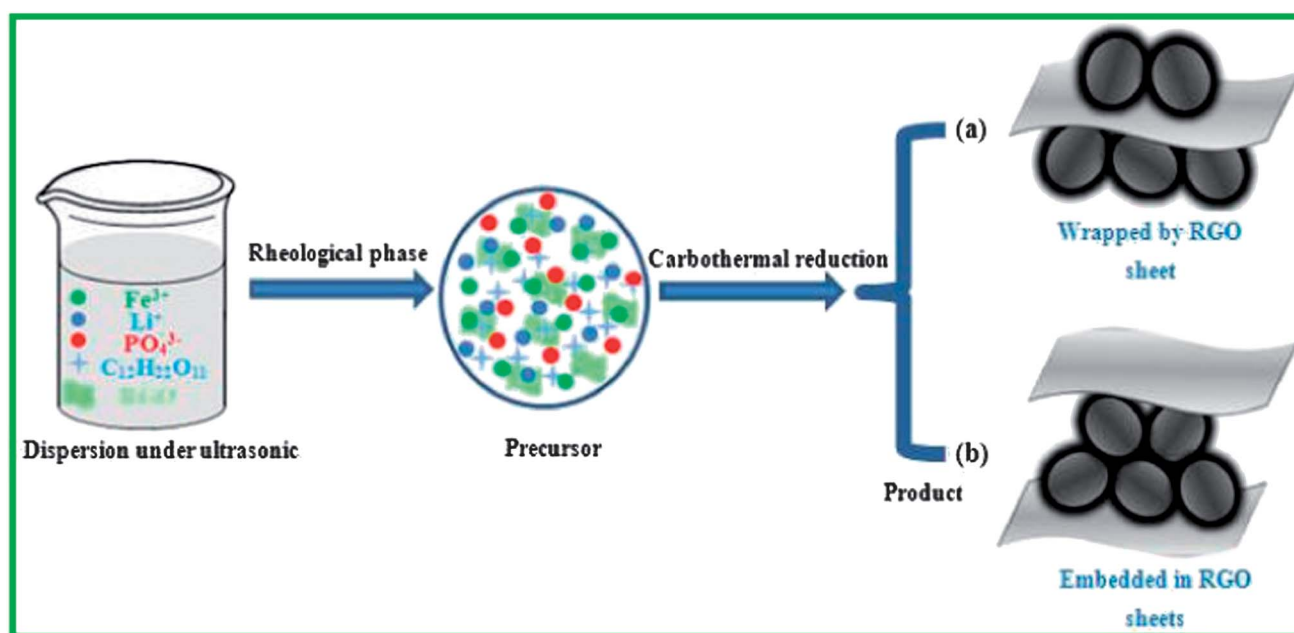 Fe³⁺
Li⁺
PO₄³⁻
C₁₂H₂₂O₁₁
Dispersion under ultrasonic
Rheological phase
Precursor
Carbothermal reduction
Product
(a)
Wrapped by RGO
sheet
(b)
Embedded in RGO
sheets